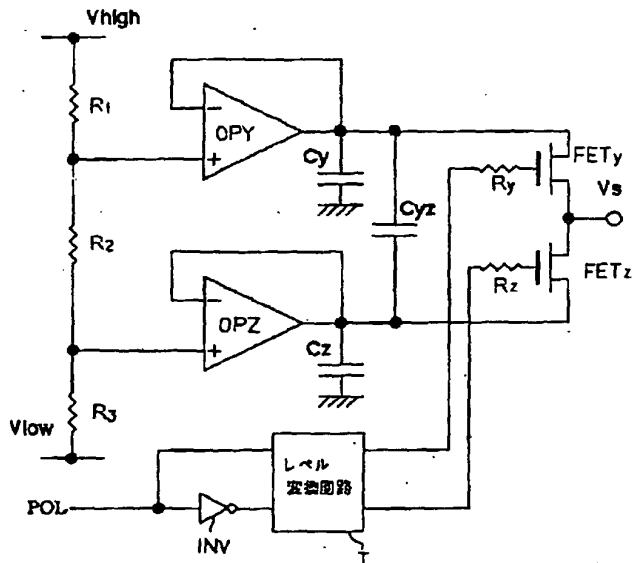 Vhigh
R1
OPY
Cy
Cyz
Ry
FETy
Vs
R2
OPZ
Cz
Rz
FETz
R3
Vlow
POL
INV
レベル
変換回路
T